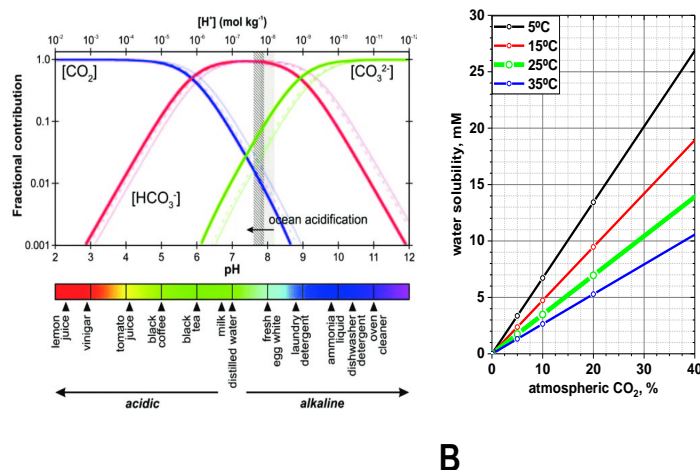 [H⁺] (mol kg⁻¹)
10⁻² 10⁻³ 10⁻⁴ 10⁻⁵ 10⁻⁶ 10⁻⁷ 10⁻⁸ 10⁻⁹ 10⁻¹⁰ 10⁻¹¹ 10⁻¹²
Fractional contribution
1.0
0.1
0.01
0.001
[CO₂]
[CO₃²⁻]
[HCO₃⁻]
ocean acidification
2 3 4 5 6 7 8 9 10 11 12
pH
lemon juice
vinigar
tomato juice
black coffee
black tea
milk
distilled water
fresh egg white
laundry detergent
ammonia liquid
dishwasher detergent
oven cleaner
acidic
alkaline
5ºC
15ºC
25ºC
35ºC
water solubility, mM
30
25
20
15
10
5
0
0 10 20 30 40
atmospheric CO₂, %
B